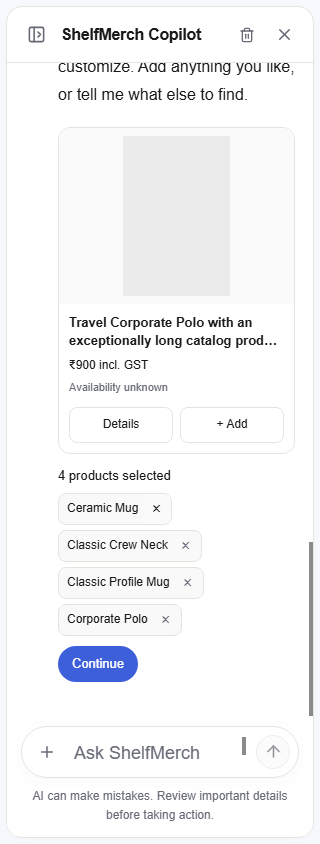 ShelfMerch Copilot
customize. Add anything you like,
or tell me what else to find.
Travel Corporate Polo with an
exceptionally long catalog prod…
₹900 incl. GST
Availability unknown
Details
+ Add
4 products selected
Ceramic Mug ×
Classic Crew Neck ×
Classic Profile Mug ×
Corporate Polo ×
Continue
+ Ask ShelfMerch
AI can make mistakes. Review important details
before taking action.